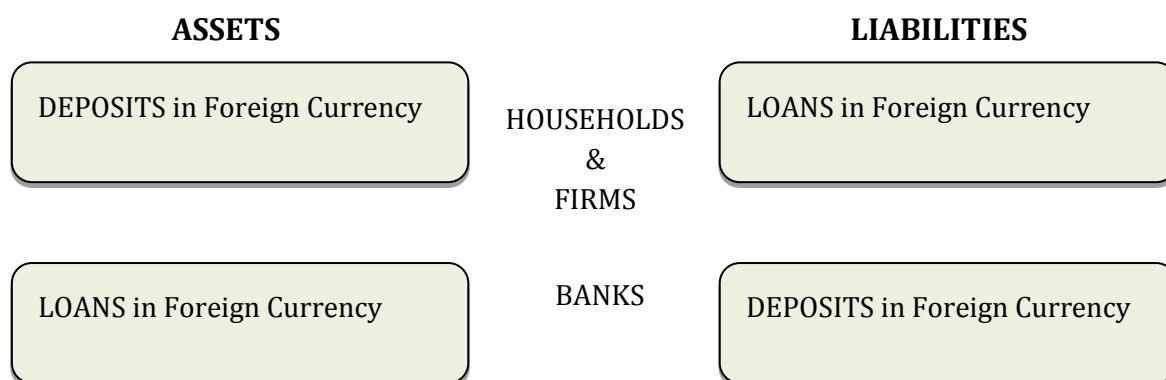 ASSETS
LIABILITIES
DEPOSITS in Foreign Currency
HOUSEHOLDS
&
FIRMS
LOANS in Foreign Currency
LOANS in Foreign Currency
BANKS
DEPOSITS in Foreign Currency